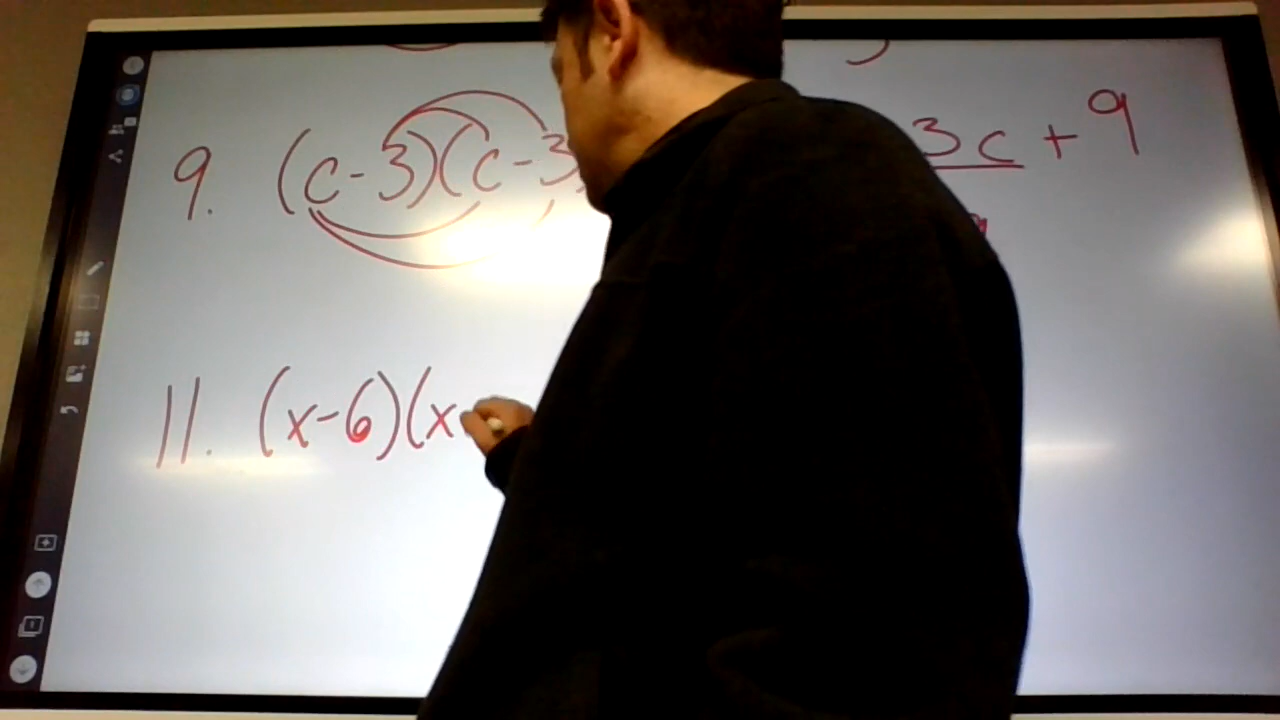 9. (c-3)(c-3 3c + 9
11. (x-6)(x